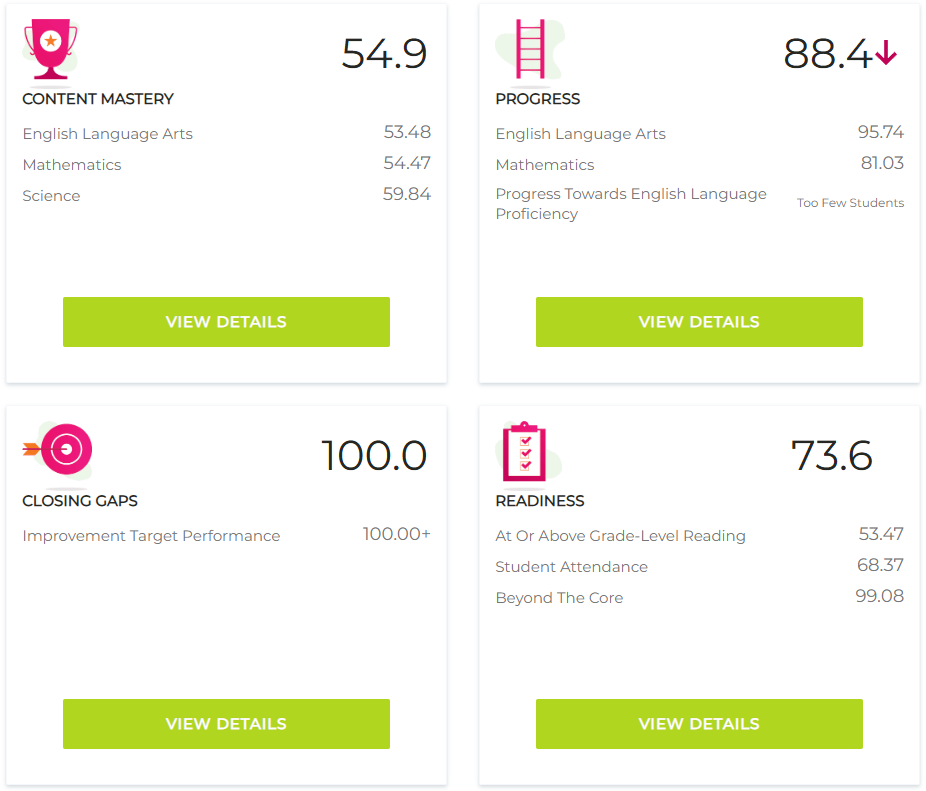 54.9
CONTENT MASTERY
English Language Arts 53.48
Mathematics 54.47
Science 59.84
VIEW DETAILS
88.4
PROGRESS
English Language Arts 95.74
Mathematics 81.03
Progress Towards English Language
Proficiency Too Few Students
VIEW DETAILS
100.0
CLOSING GAPS
Improvement Target Performance 100.00+
VIEW DETAILS
73.6
READINESS
At Or Above Grade-Level Reading 53.47
Student Attendance 68.37
Beyond The Core 99.08
VIEW DETAILS